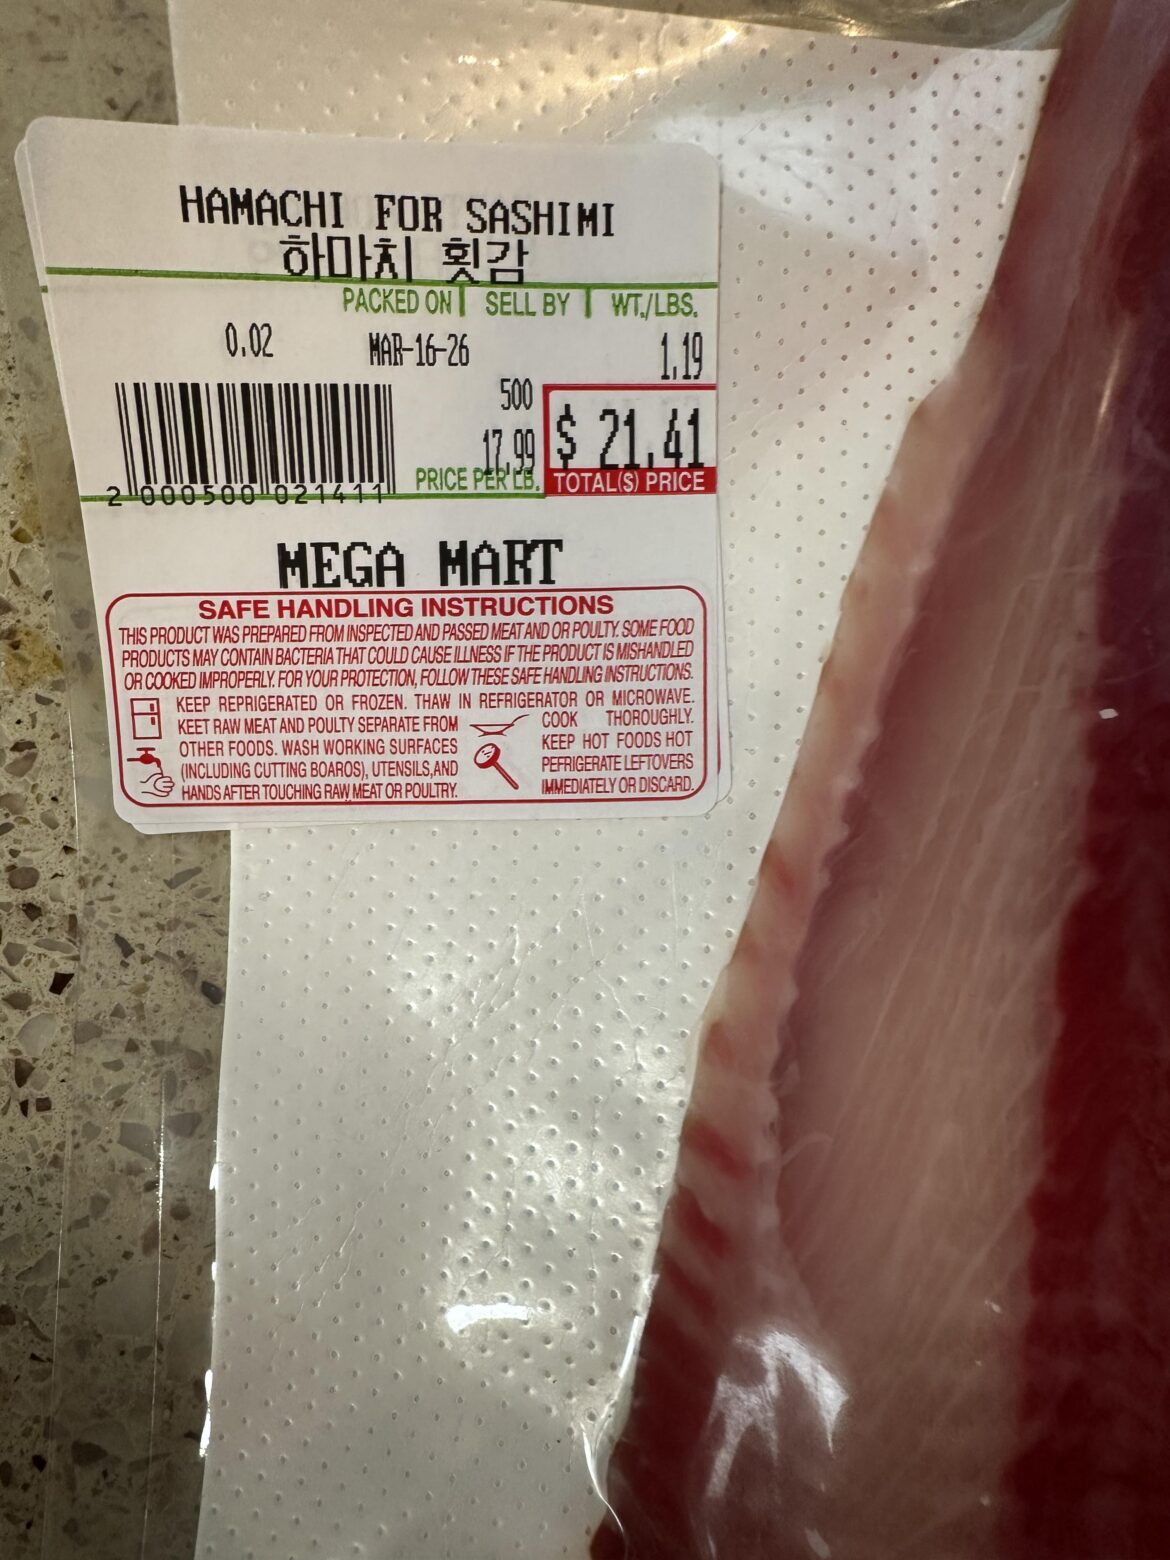 HAMACHI FOR SASHIMI
하마치 횟감
PACKED ON SELL BY WT./LBS.
0.02 MAR-16-26 1.19
500
17.99 $ 21.41
PRICE PER LB. TOTAL($) PRICE
2 000500 021411
MEGA MART
SAFE HANDLING INSTRUCTIONS
THIS PRODUCT WAS PREPARED FROM INSPECTED AND PASSED MEAT AND OR POULTY. SOME FOOD
PRODUCTS MAY CONTAIN BACTERIA THAT COULD CAUSE ILLNESS IF THE PRODUCT IS MISHANDLED
OR COOKED IMPROPERLY. FOR YOUR PROTECTION, FOLLOW THESE SAFE HANDLING INSTRUCTIONS.
KEEP REPRIGERATED OR FROZEN. THAW IN REFRIGERATOR OR MICROWAVE.
KEET RAW MEAT AND POULTY SEPARATE FROM
OTHER FOODS. WASH WORKING SURFACES
(INCLUDING CUTTING BOAROS), UTENSILS,AND
HANDS AFTER TOUCHING RAW MEAT OR POULTRY.
COOK THOROUGHLY.
KEEP HOT FOODS HOT
PEFRIGERATE LEFTOVERS
IMMEDIATELY OR DISCARD.